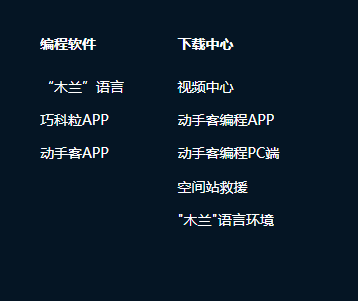 编程软件
“木兰”语言
巧科粒APP
动手客APP
下载中心
视频中心
动手客编程APP
动手客编程PC端
空间站救援
"木兰"语言环境